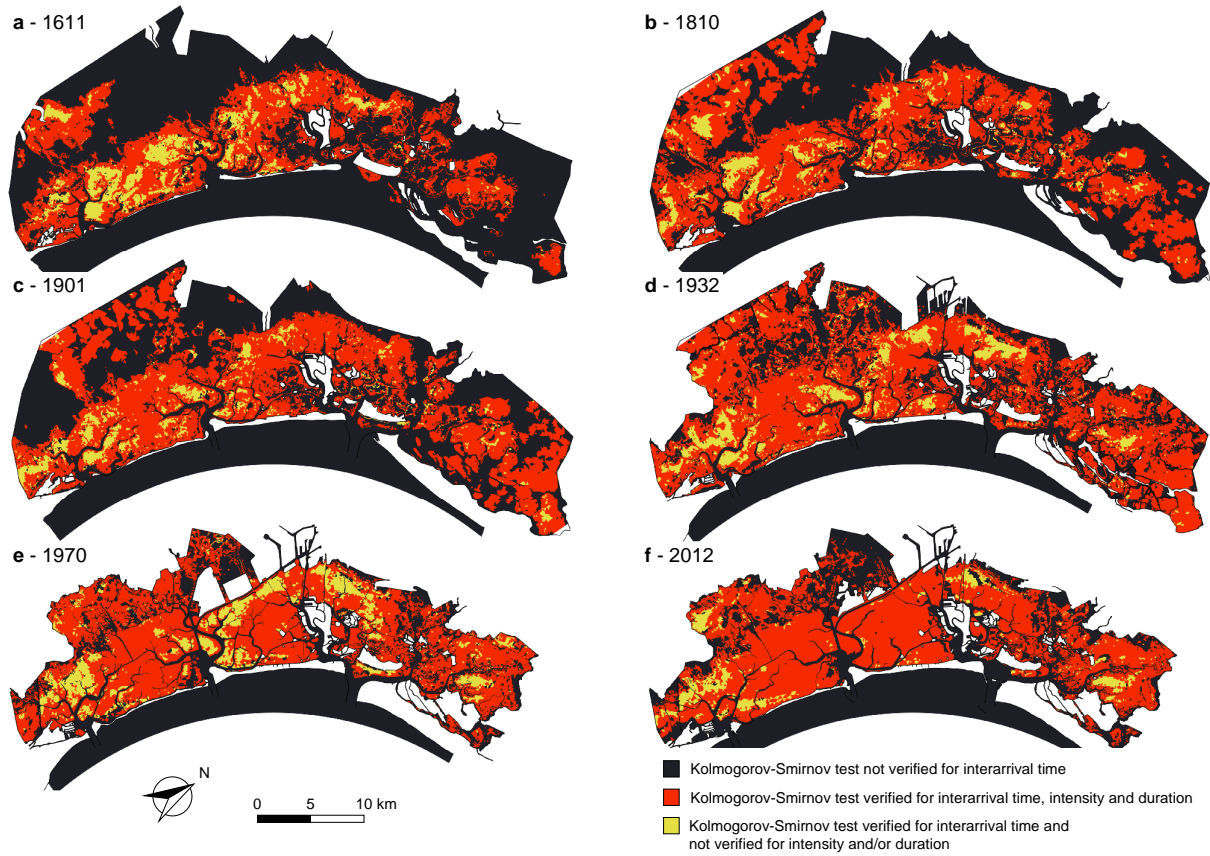 a - 1611
b - 1810
c - 1901
d - 1932
e - 1970
f - 2012
N
0 5 10 km
Kolmogorov-Smirnov test not verified for interarrival time
Kolmogorov-Smirnov test verified for interarrival time, intensity and duration
Kolmogorov-Smirnov test verified for interarrival time and
not verified for intensity and/or duration